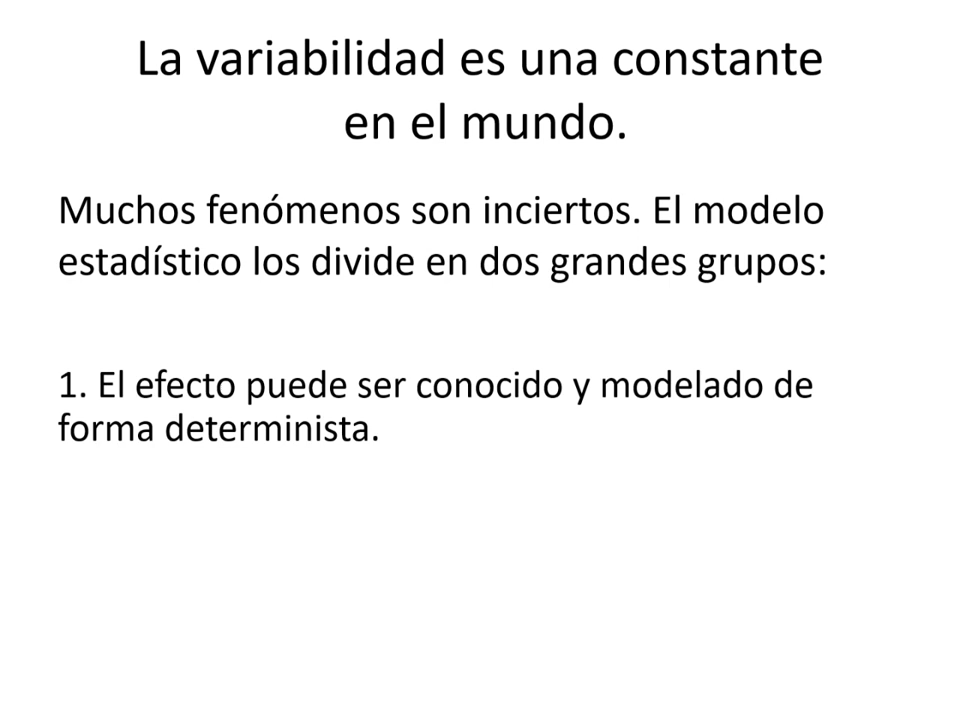 La variabilidad es una constante
en el mundo.
Muchos fenómenos son inciertos. El modelo
estadístico los divide en dos grandes grupos:
1. El efecto puede ser conocido y modelado de
forma determinista.